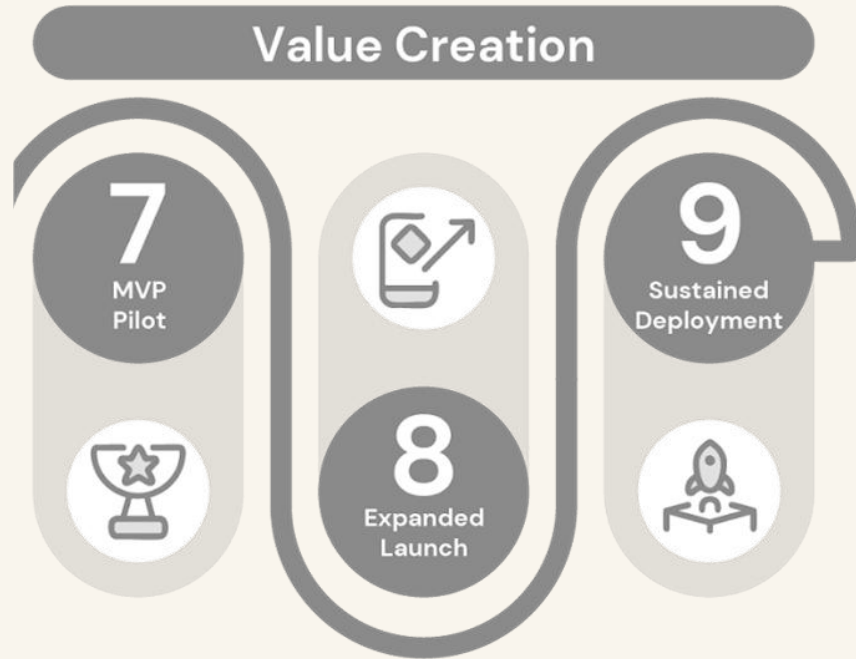 Value Creation
7
MVP
Pilot
8
Expanded
Launch
9
Sustained
Deployment